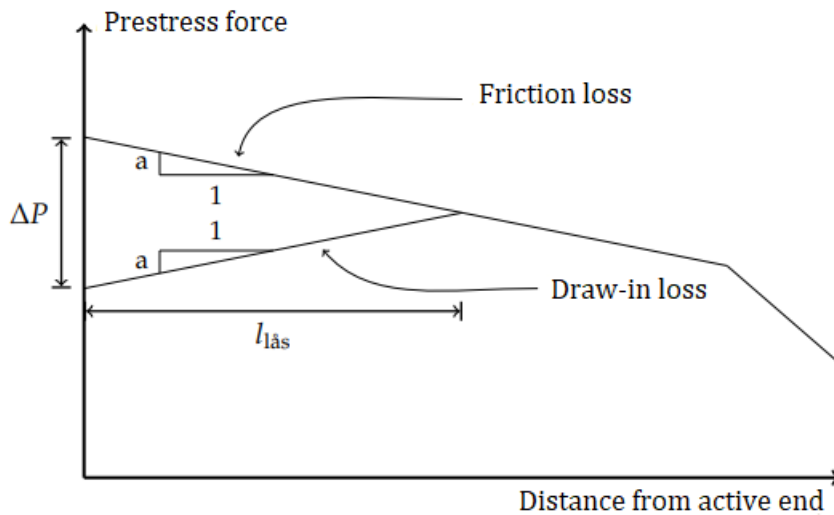 Prestress force
Friction loss
a
1
ΔP
1
a
Draw-in loss
l_lås
Distance from active end